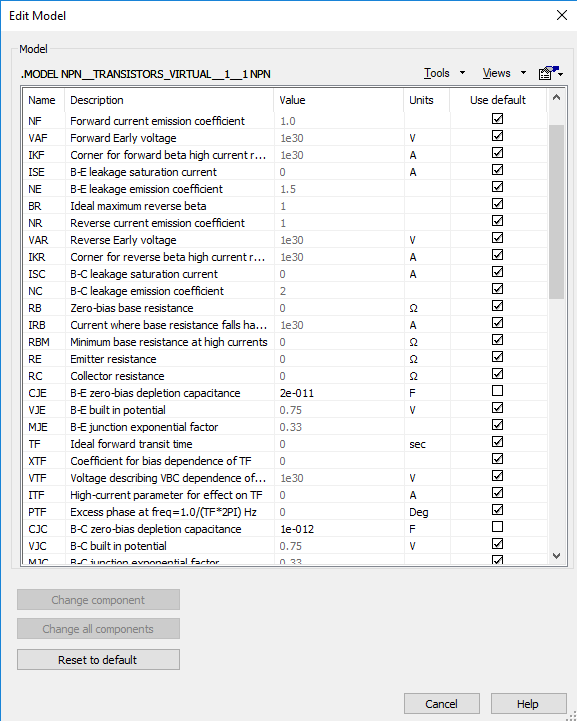 Edit Model
Model
.MODEL NPN__TRANSISTORS_VIRTUAL__1__1 NPN Tools Views
Name Description Value Units Use default
NF Forward current emission coefficient 1.0
VAF Forward Early voltage 1e30 V
IKF Corner for forward beta high current r... 1e30 A
ISE B-E leakage saturation current 0 A
NE B-E leakage emission coefficient 1.5
BR Ideal maximum reverse beta 1
NR Reverse current emission coefficient 1
VAR Reverse Early voltage 1e30 V
IKR Corner for reverse beta high current r... 1e30 A
ISC B-C leakage saturation current 0 A
NC B-C leakage emission coefficient 2
RB Zero-bias base resistance 0 Ω
IRB Current where base resistance falls ha... 1e30 A
RBM Minimum base resistance at high currents 0 Ω
RE Emitter resistance 0 Ω
RC Collector resistance 0 Ω
CJE B-E zero-bias depletion capacitance 2e-011 F
VJE B-E built in potential 0.75 V
MJE B-E junction exponential factor 0.33
TF Ideal forward transit time 0 sec
XTF Coefficient for bias dependence of TF 0
VTF Voltage describing VBC dependence of... 1e30 V
ITF High-current parameter for effect on TF 0 A
PTF Excess phase at freq=1.0/(TF*2PI) Hz 0 Deg
CJC B-C zero-bias depletion capacitance 1e-012 F
VJC B-C built in potential 0.75 V
MJC B-C junction exponential factor 0.33
Change component
Change all components
Reset to default
Cancel Help